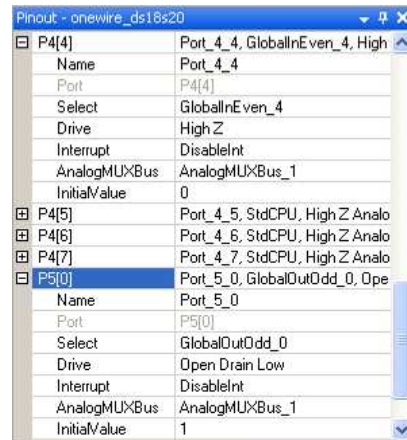 Pinout - onewire_ds18s20
P4[4] Port_4_4, GlobalInEven_4, High
Name Port_4_4
Port P4[4]
Select GlobalInEven_4
Drive High Z
Interrupt DisableInt
AnalogMUXBus AnalogMUXBus_1
InitialValue 0
P4[5] Port_4_5, StdCPU, High Z Analo
P4[6] Port_4_6, StdCPU, High Z Analo
P4[7] Port_4_7, StdCPU, High Z Analo
P5[0] Port_5_0, GlobalOutOdd_0, Ope
Name Port_5_0
Port P5[0]
Select GlobalOutOdd_0
Drive Open Drain Low
Interrupt DisableInt
AnalogMUXBus AnalogMUXBus_1
InitialValue 1